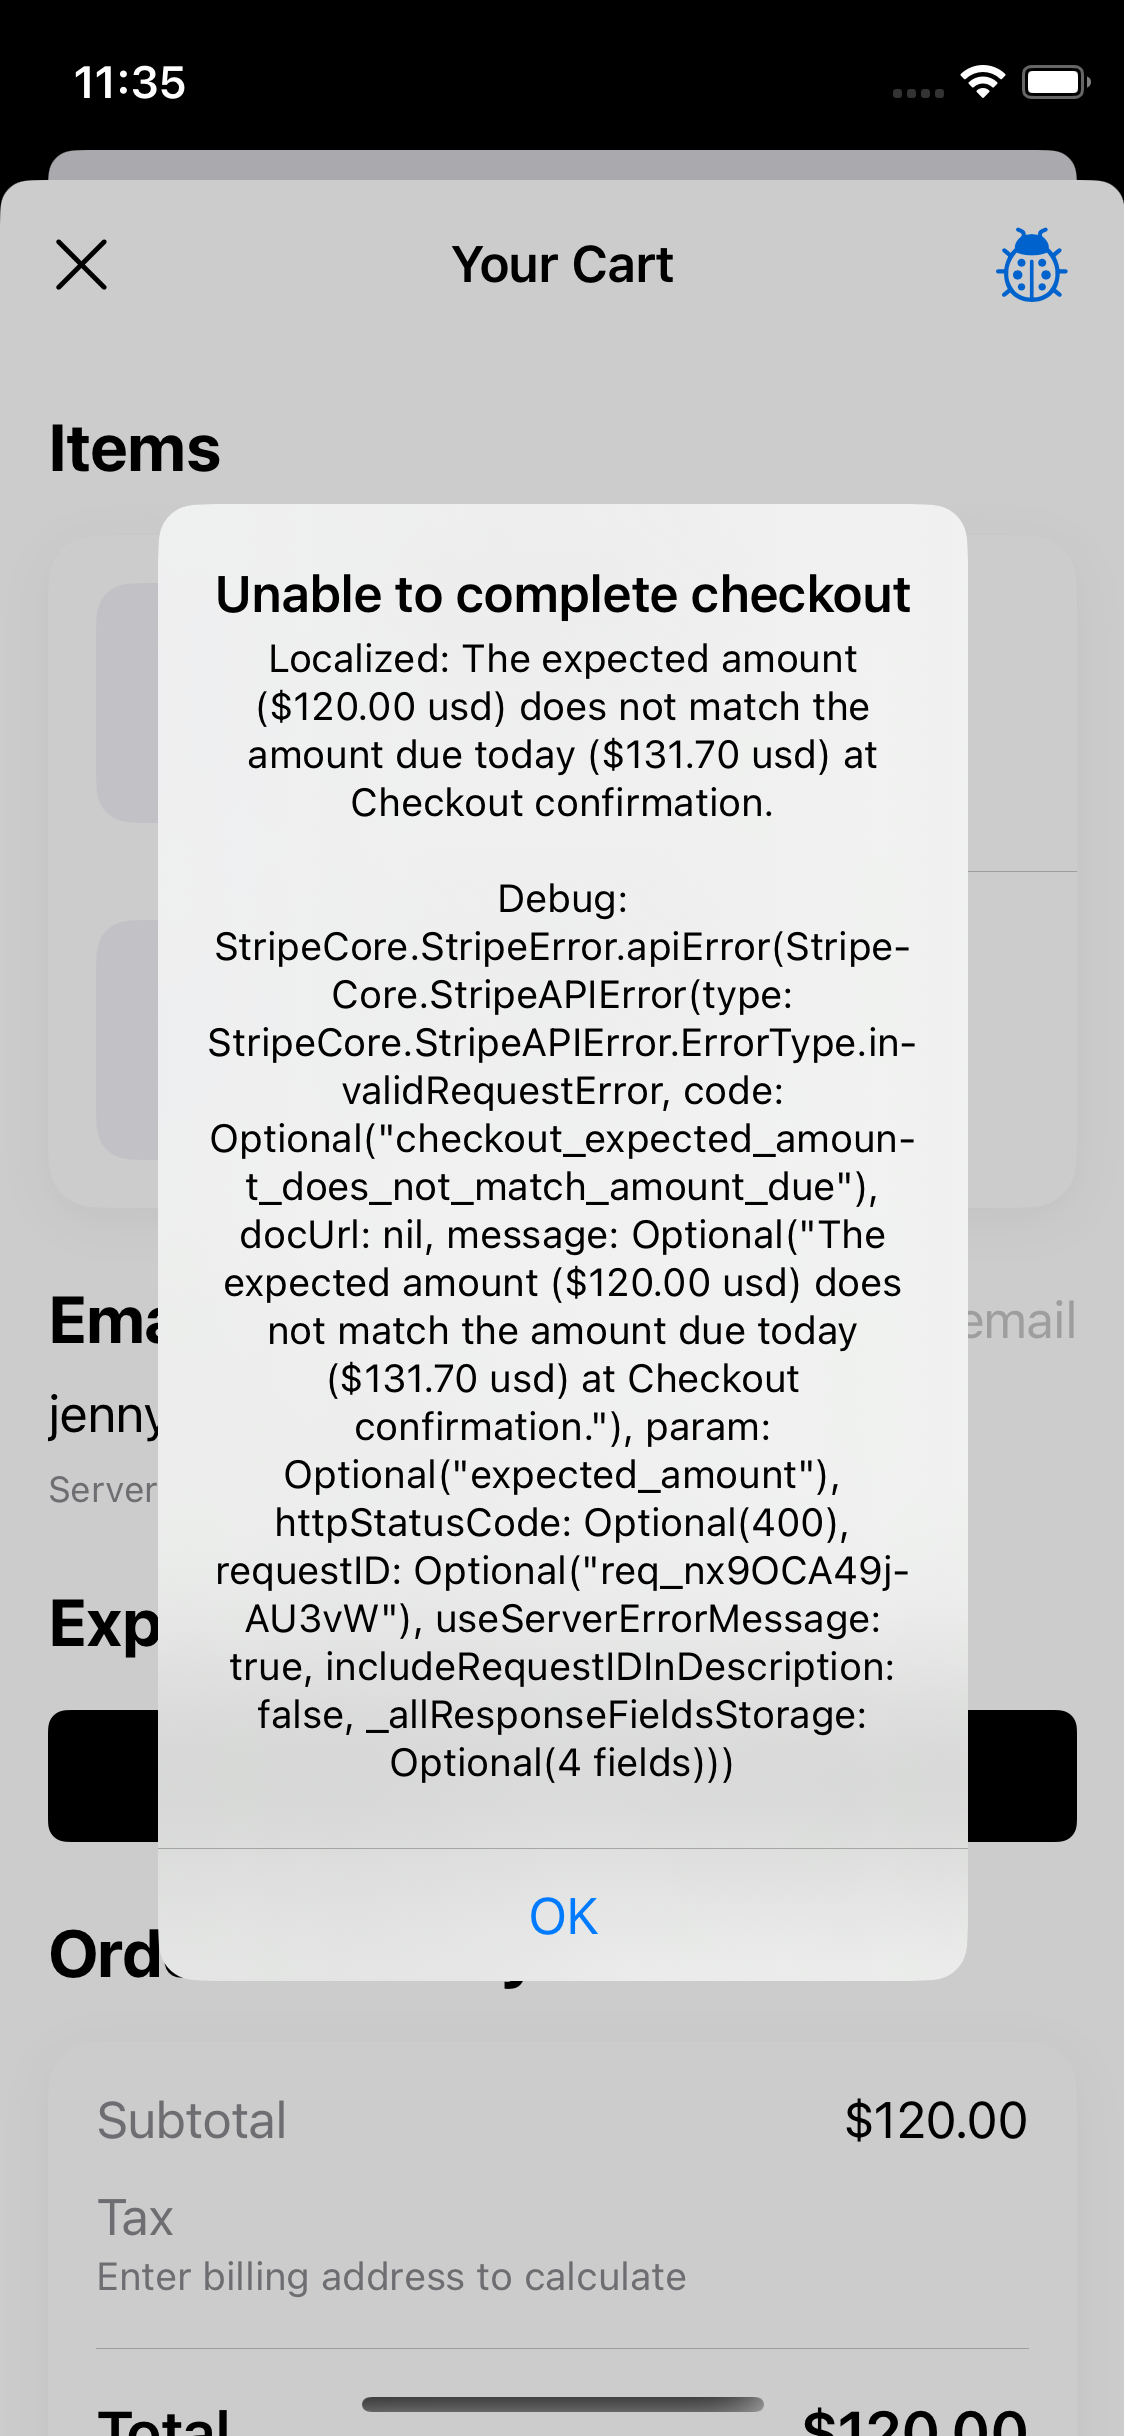 11:35
Your Cart
Items
Unable to complete checkout
Localized: The expected amount
($120.00 usd) does not match the
amount due today ($131.70 usd) at
Checkout confirmation.
Debug:
StripeCore.StripeError.apiError(Stripe-
Core.StripeAPIError(type:
StripeCore.StripeAPIError.ErrorType.in-
validRequestError, code:
Optional("checkout_expected_amoun-
t_does_not_match_amount_due"),
docUrl: nil, message: Optional("The
expected amount ($120.00 usd) does
not match the amount due today
($131.70 usd) at Checkout
confirmation."), param:
Optional("expected_amount"),
httpStatusCode: Optional(400),
requestID: Optional("req_nx9OCA49j-
AU3vW"), useServerErrorMessage:
true, includeRequestIDInDescription:
false, _allResponseFieldsStorage:
Optional(4 fields)))
OK
email
jenny
Server
Subtotal $120.00
Tax
Enter billing address to calculate
Total $120.00